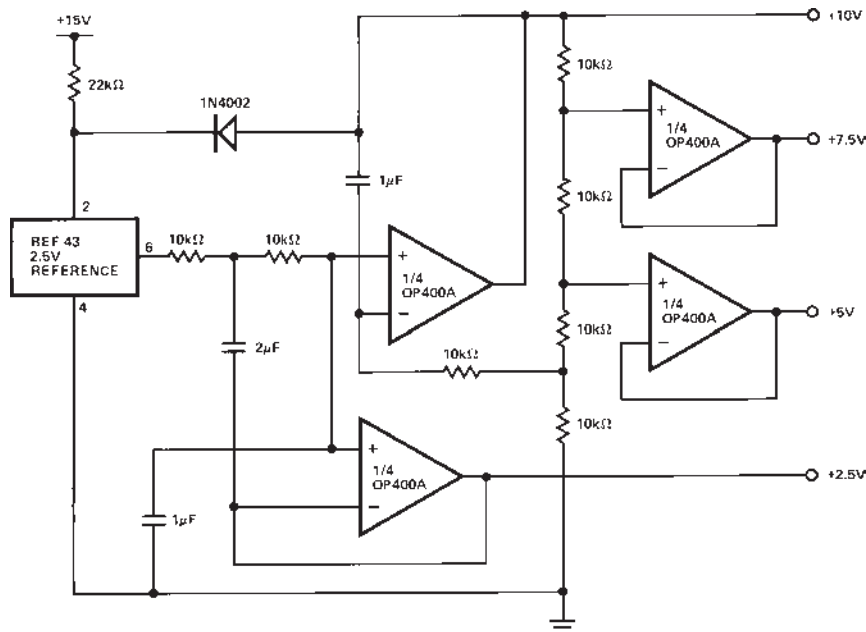 +15V
22kΩ
1N4002
+10V
10kΩ
+
1/4
OP400A
−
+7.5V
1μF
10kΩ
2
REF 43
2.5V
REFERENCE
6
4
10kΩ
10kΩ
+
1/4
OP400A
−
+
1/4
OP400A
−
+5V
2μF
10kΩ
10kΩ
10kΩ
+
1/4
OP400A
−
+2.5V
1μF